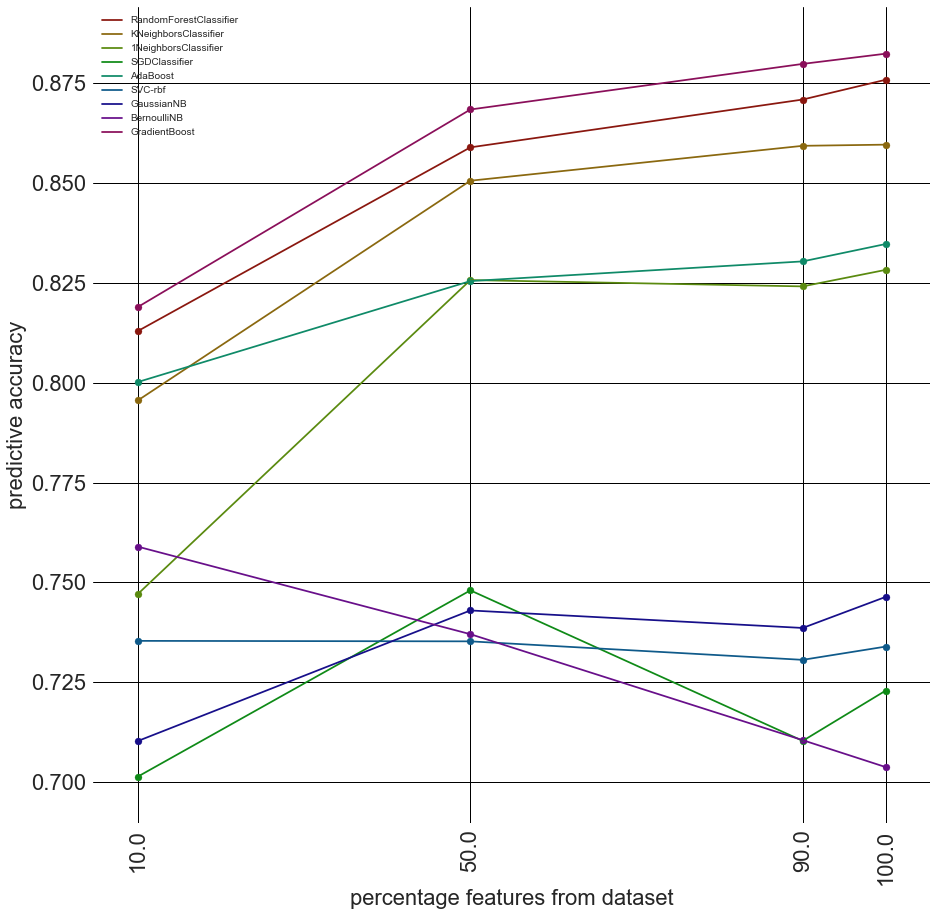 RandomForestClassifier
KNeighborsClassifier
1NeighborsClassifier
SGDClassifier
AdaBoost
SVC-rbf
GaussianNB
BernoulliNB
GradientBoost
0.875
0.850
0.825
0.800
0.775
0.750
0.725
0.700
predictive accuracy
10.0
50.0
90.0
100.0
percentage features from dataset